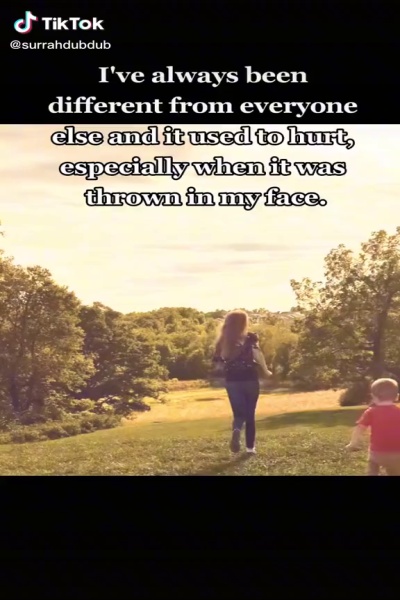 TikTok
@surrahdubdub
I've always been
different from everyone
else and it used to hurt,
especially when it was
thrown in my face.